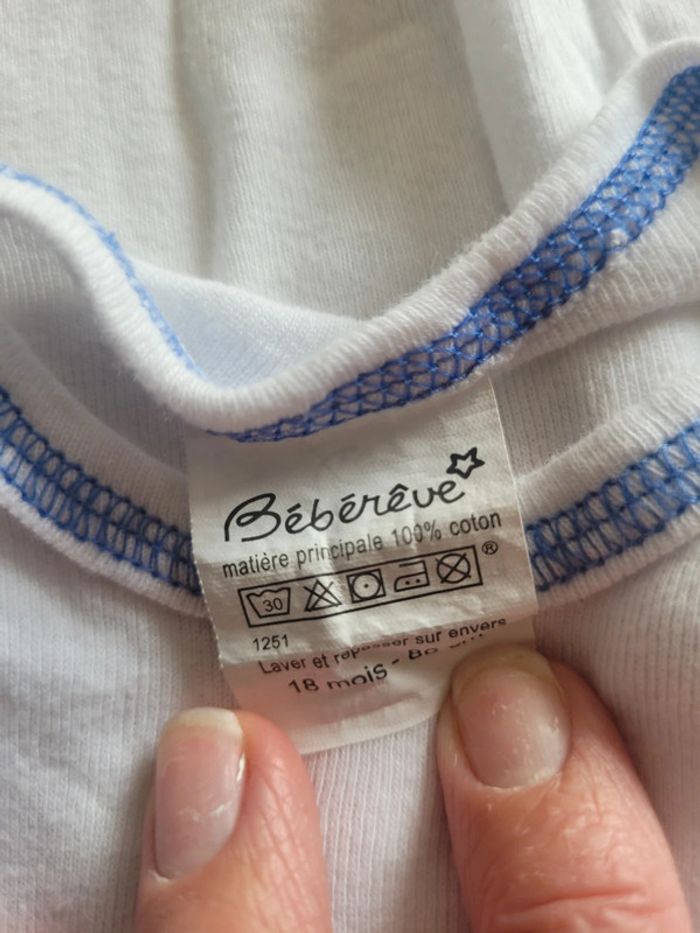 Bébérêve
matière principale 100% coton
30
®
1251
Laver et repasser sur envers
18 mois -